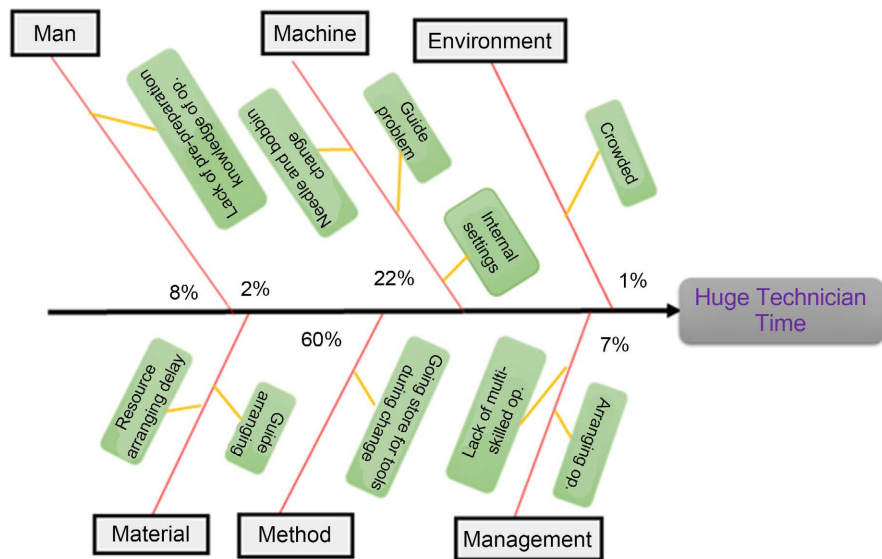 Man
Machine
Environment
Lack of pre-preparation
knowledge of op.
Needle and bobbin
change
Guide
problem
Crowded
Internal
settings
8%
2%
22%
1%
Huge Technician
Time
60%
7%
Resource
arranging delay
Guide
arranging
Going store for tools
during change
Lack of multi-
skilled op.
Arranging op.
Material
Method
Management